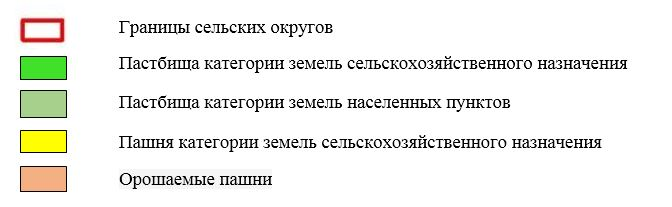 Границы сельских округов
Пастбища категории земель сельскохозяйственного назначения
Пастбища категории земель населенных пунктов
Пашня категории земель сельскохозяйственного назначения
Орошаемые пашни